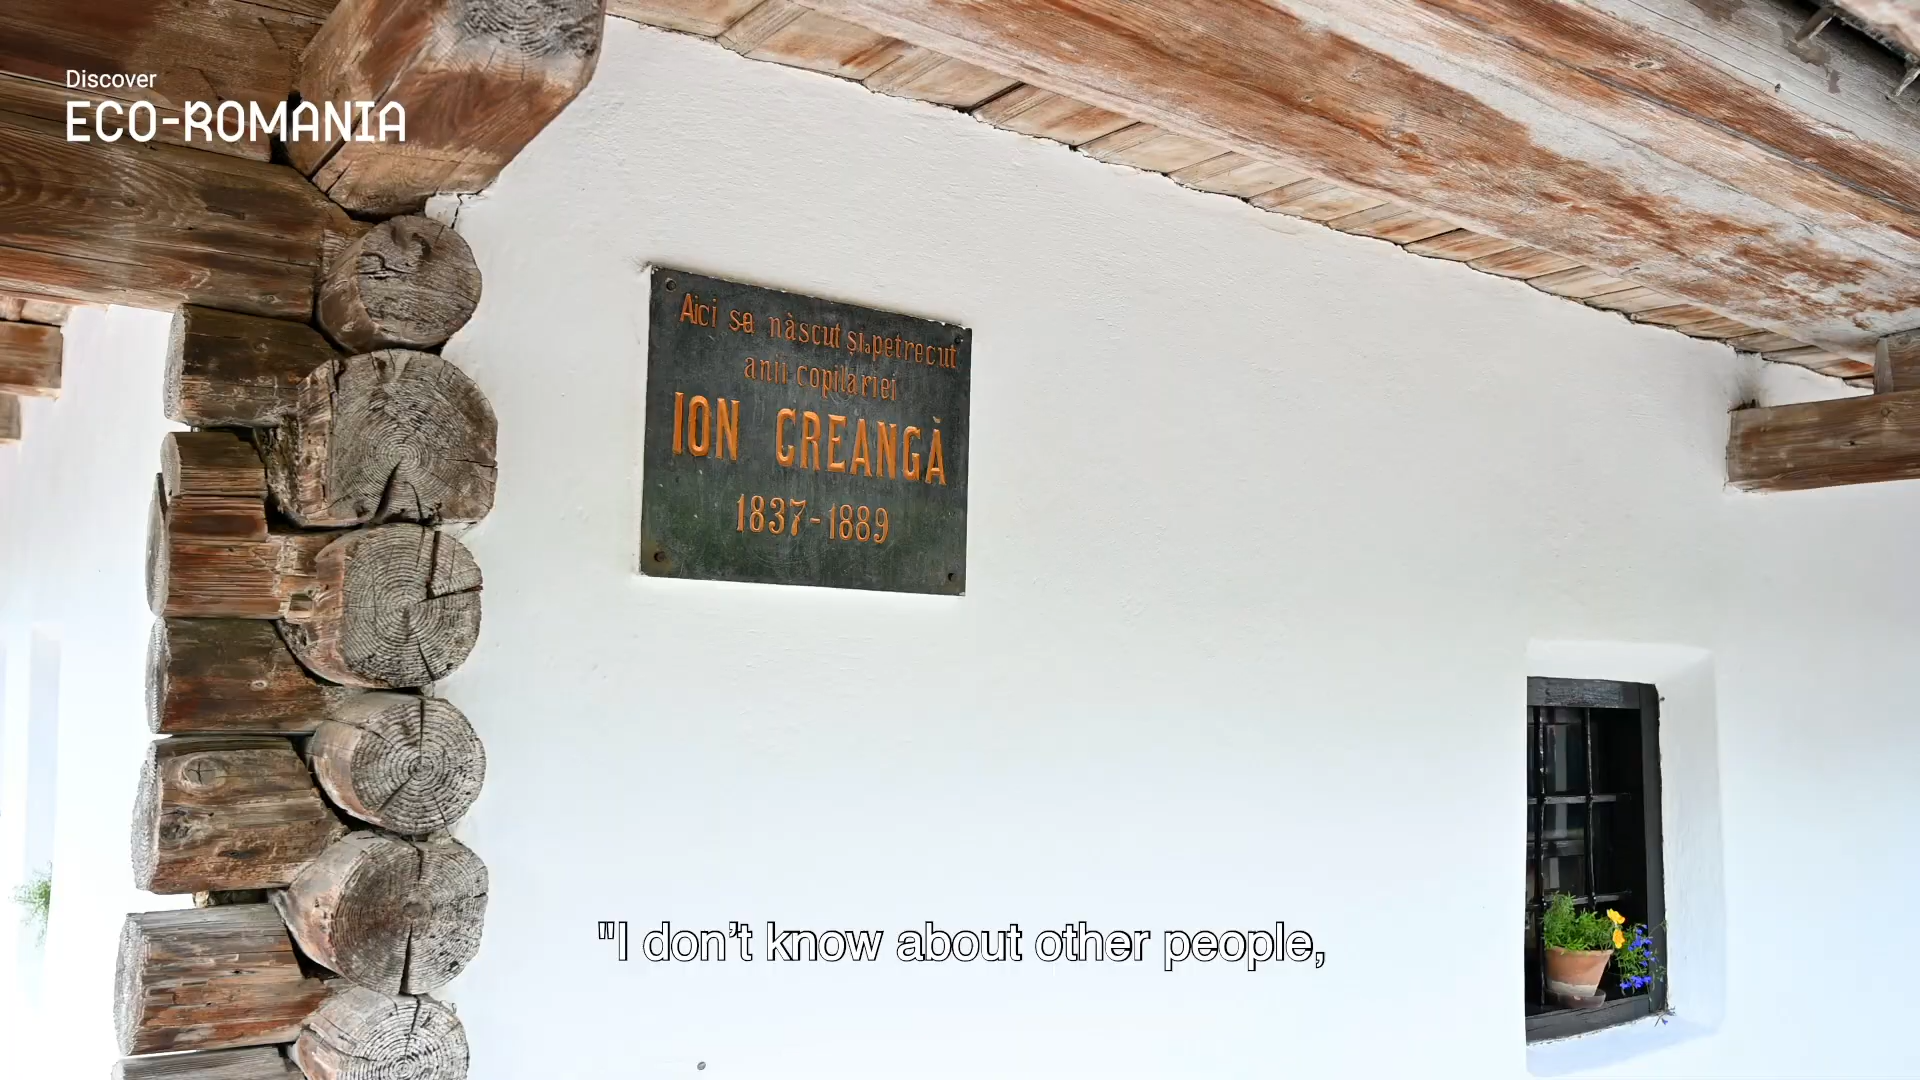 Discover
ECO-ROMANIA
Aici sa născut și a petrecut
anii copilariei
ION CREANGĂ
1837-1889
"I don't know about other people,